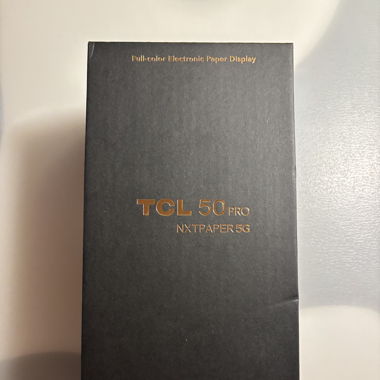 Full-color Electronic Paper Display
TCL 50 PRO
NXTPAPER 5G